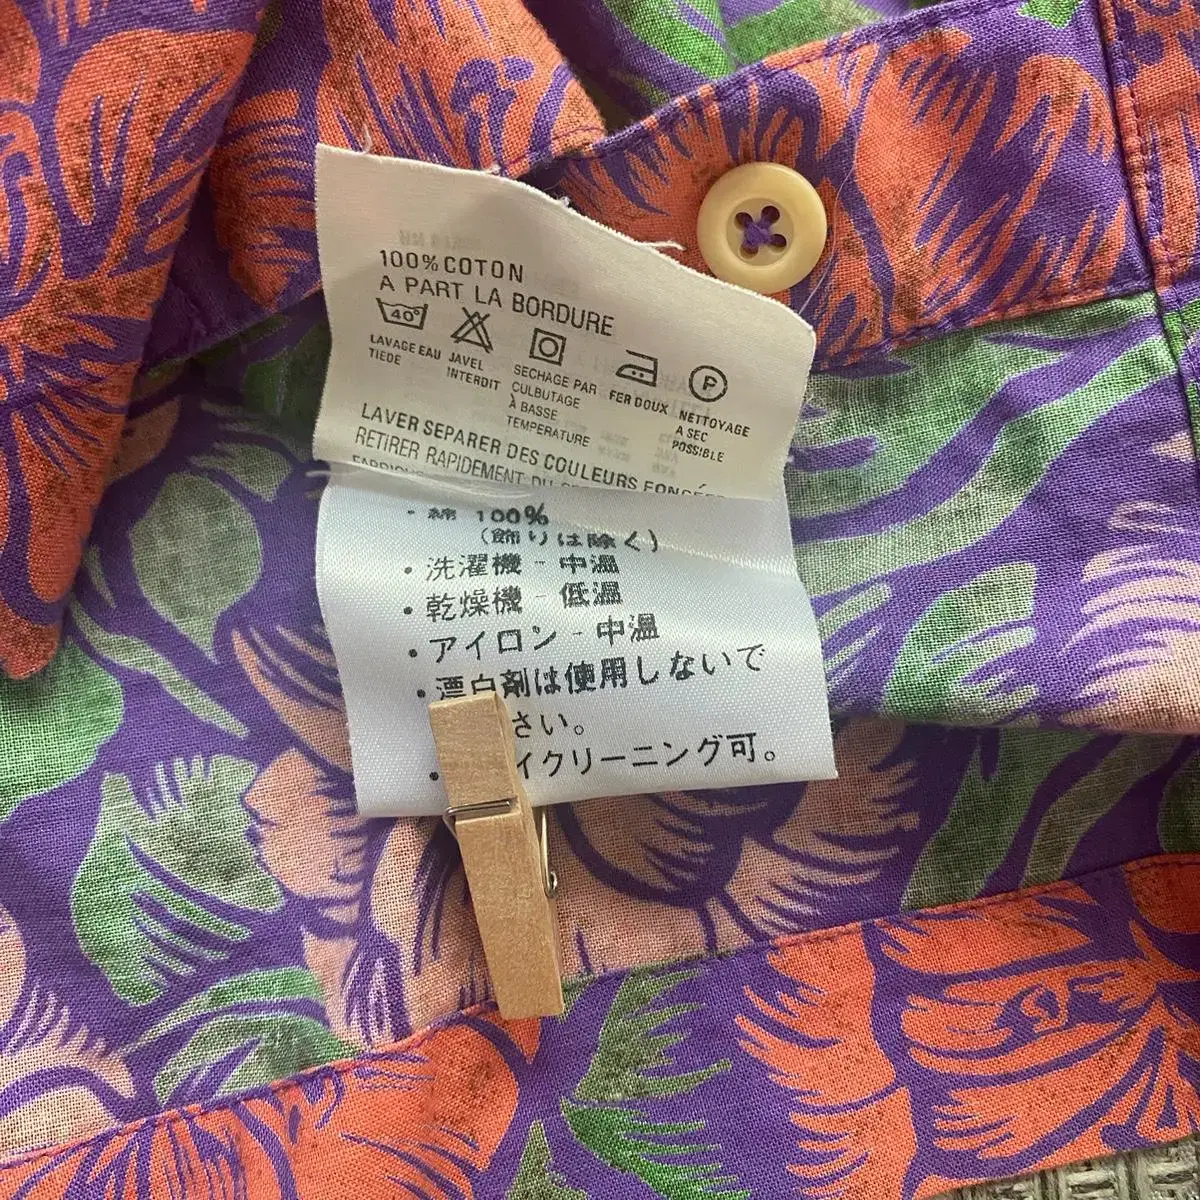 100% COTON
A PART LA BORDURE
40°
P
LAVAGE EAU TIEDE
JAVEL INTERDIT
SECHAGE PAR CULBUTAGE À BASSE TEMPERATURE
FER DOUX
NETTOYAGE A SEC POSSIBLE
LAVER SEPARER DES COULEURS FONCÉES
RETIRER RAPIDEMENT DU
・綿 100%
(飾りは除く)
・洗濯機 - 中温
・乾燥機 - 低温
・アイロン - 中温
・漂白剤は使用しないで
さい。
・ イクリーニング可。